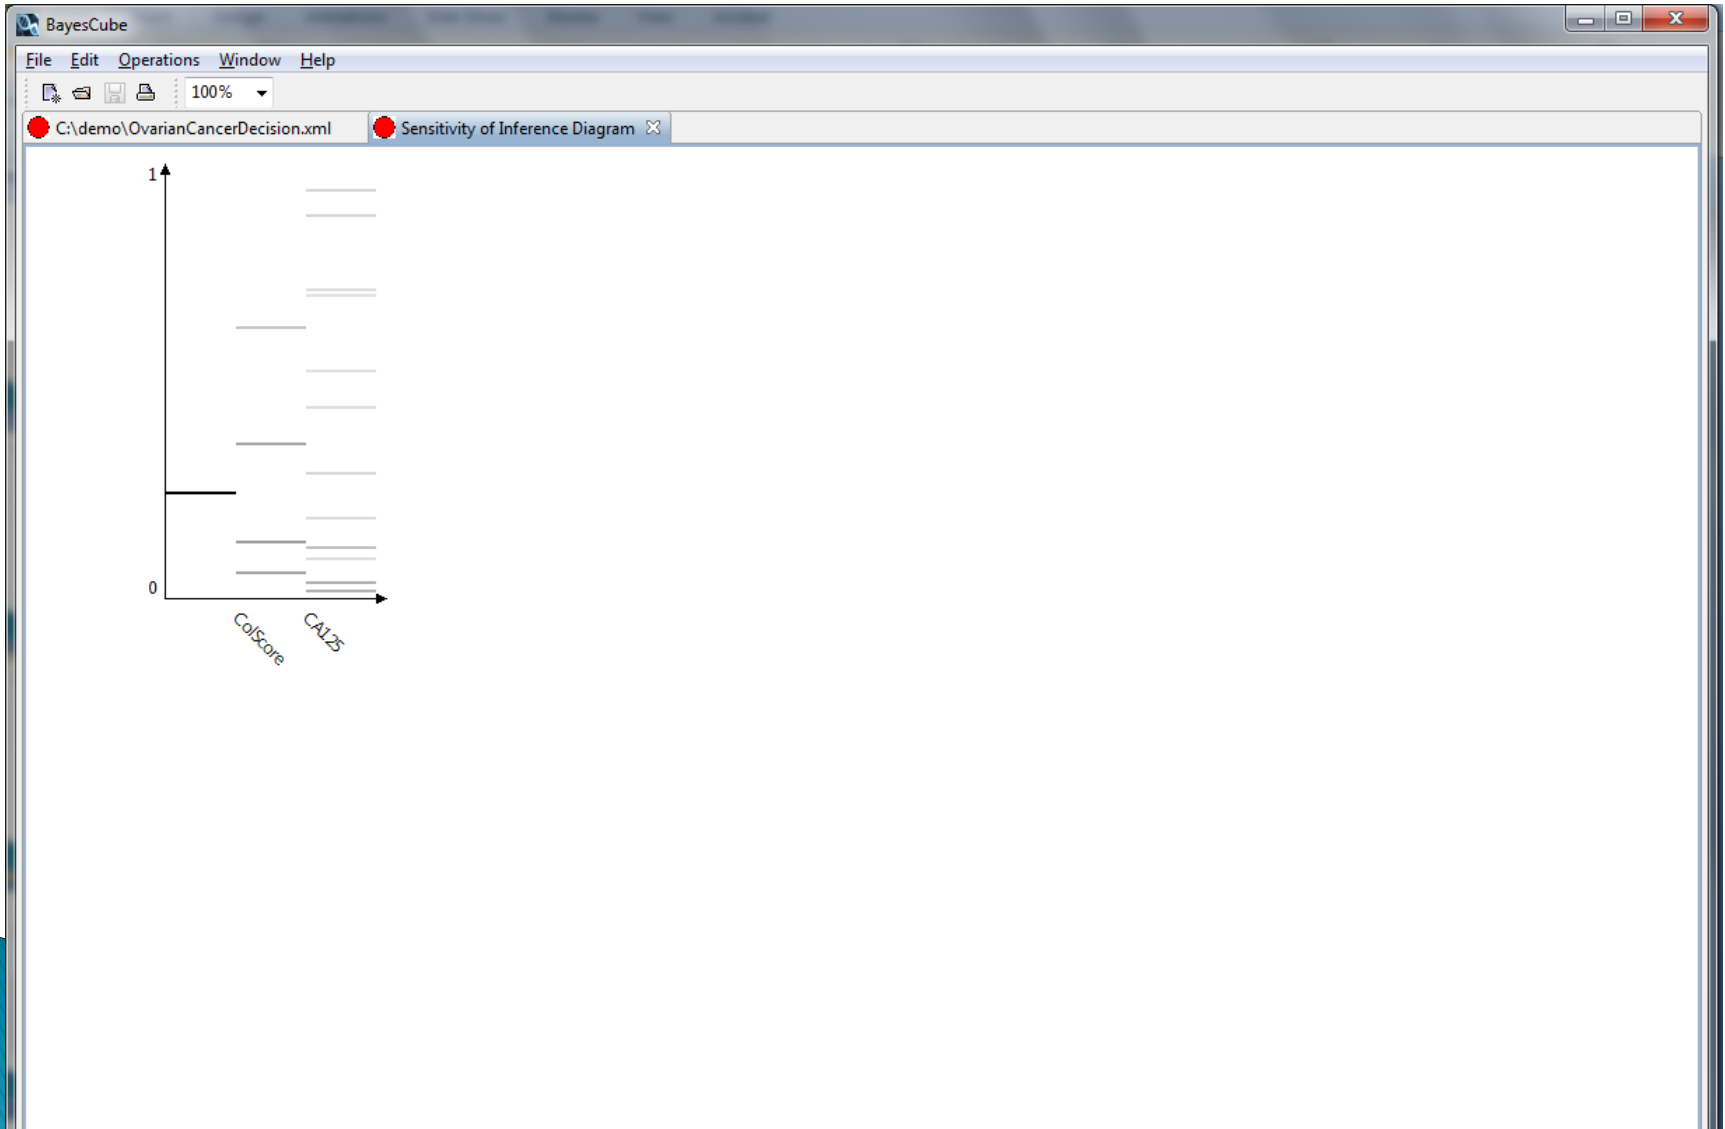 BayesCube
File Edit Operations Window Help
100%
C:\demo\OvarianCancerDecision.xml Sensitivity of Inference Diagram
1
0
ColScore CA125